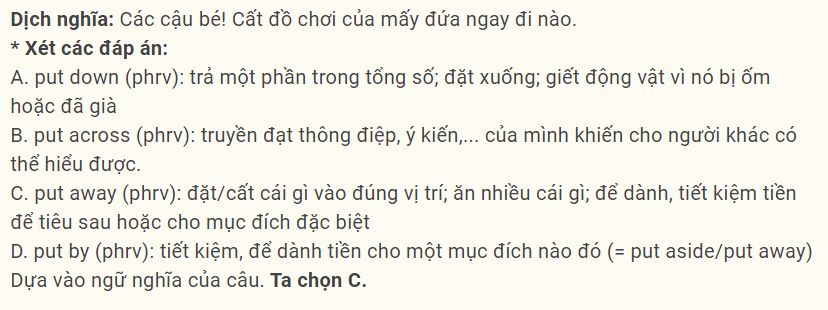 Dịch nghĩa: Các cậu bé! Cất đồ chơi của mấy đứa ngay đi nào.
* Xét các đáp án:
A. put down (phrv): trả một phần trong tổng số; đặt xuống; giết động vật vì nó bị ốm
hoặc đã già
B. put across (phrv): truyền đạt thông điệp, ý kiến,... của mình khiến cho người khác có
thể hiểu được.
C. put away (phrv): đặt/cất cái gì vào đúng vị trí; ăn nhiều cái gì; để dành, tiết kiệm tiền
để tiêu sau hoặc cho mục đích đặc biệt
D. put by (phrv): tiết kiệm, để dành tiền cho một mục đích nào đó (= put aside/put away)
Dựa vào ngữ nghĩa của câu. Ta chọn C.